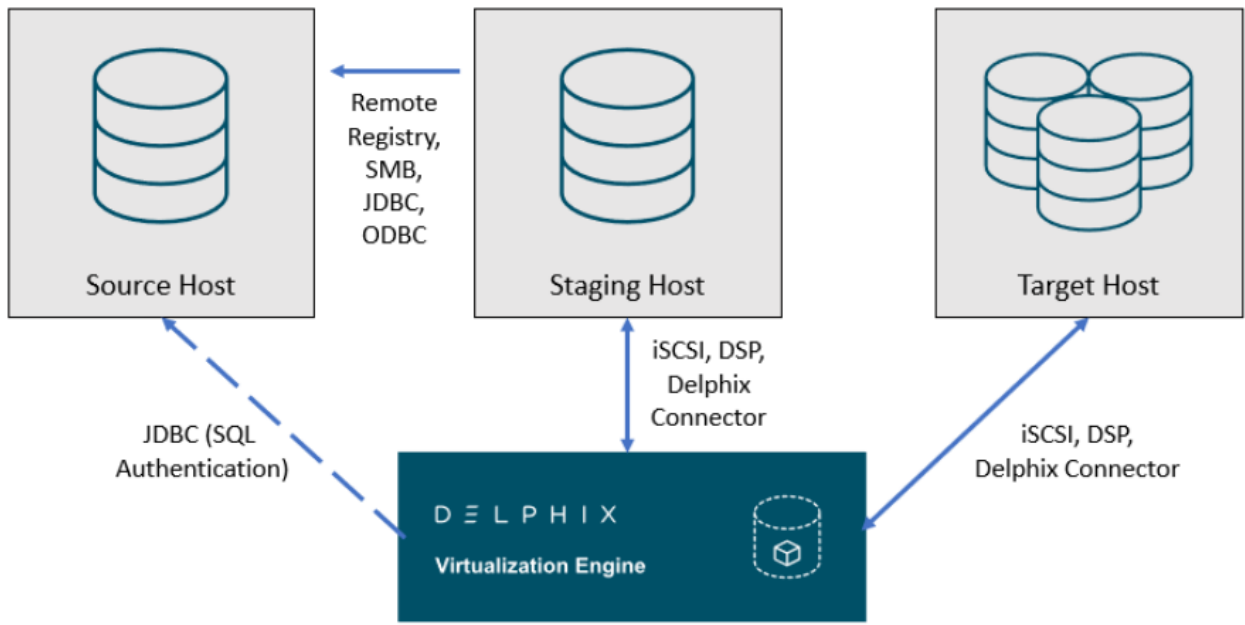 Remote
Registry,
SMB,
JDBC,
ODBC
Source Host
Staging Host
Target Host
iSCSI, DSP,
Delphix
Connector
JDBC (SQL
Authentication)
iSCSI, DSP,
Delphix Connector
DELPHIX
Virtualization Engine